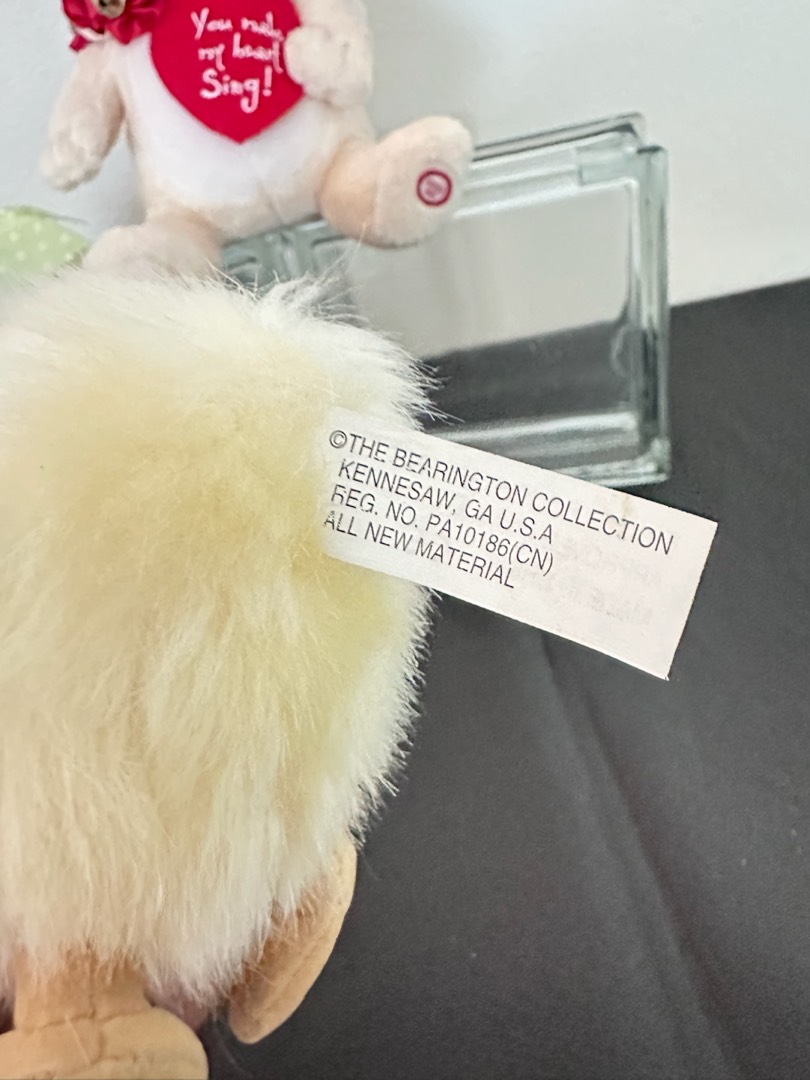 You make
my heart
Sing!
©THE BEARINGTON COLLECTION
KENNESAW, GA U.S.A
REG. NO. PA10186(CN)
ALL NEW MATERIAL